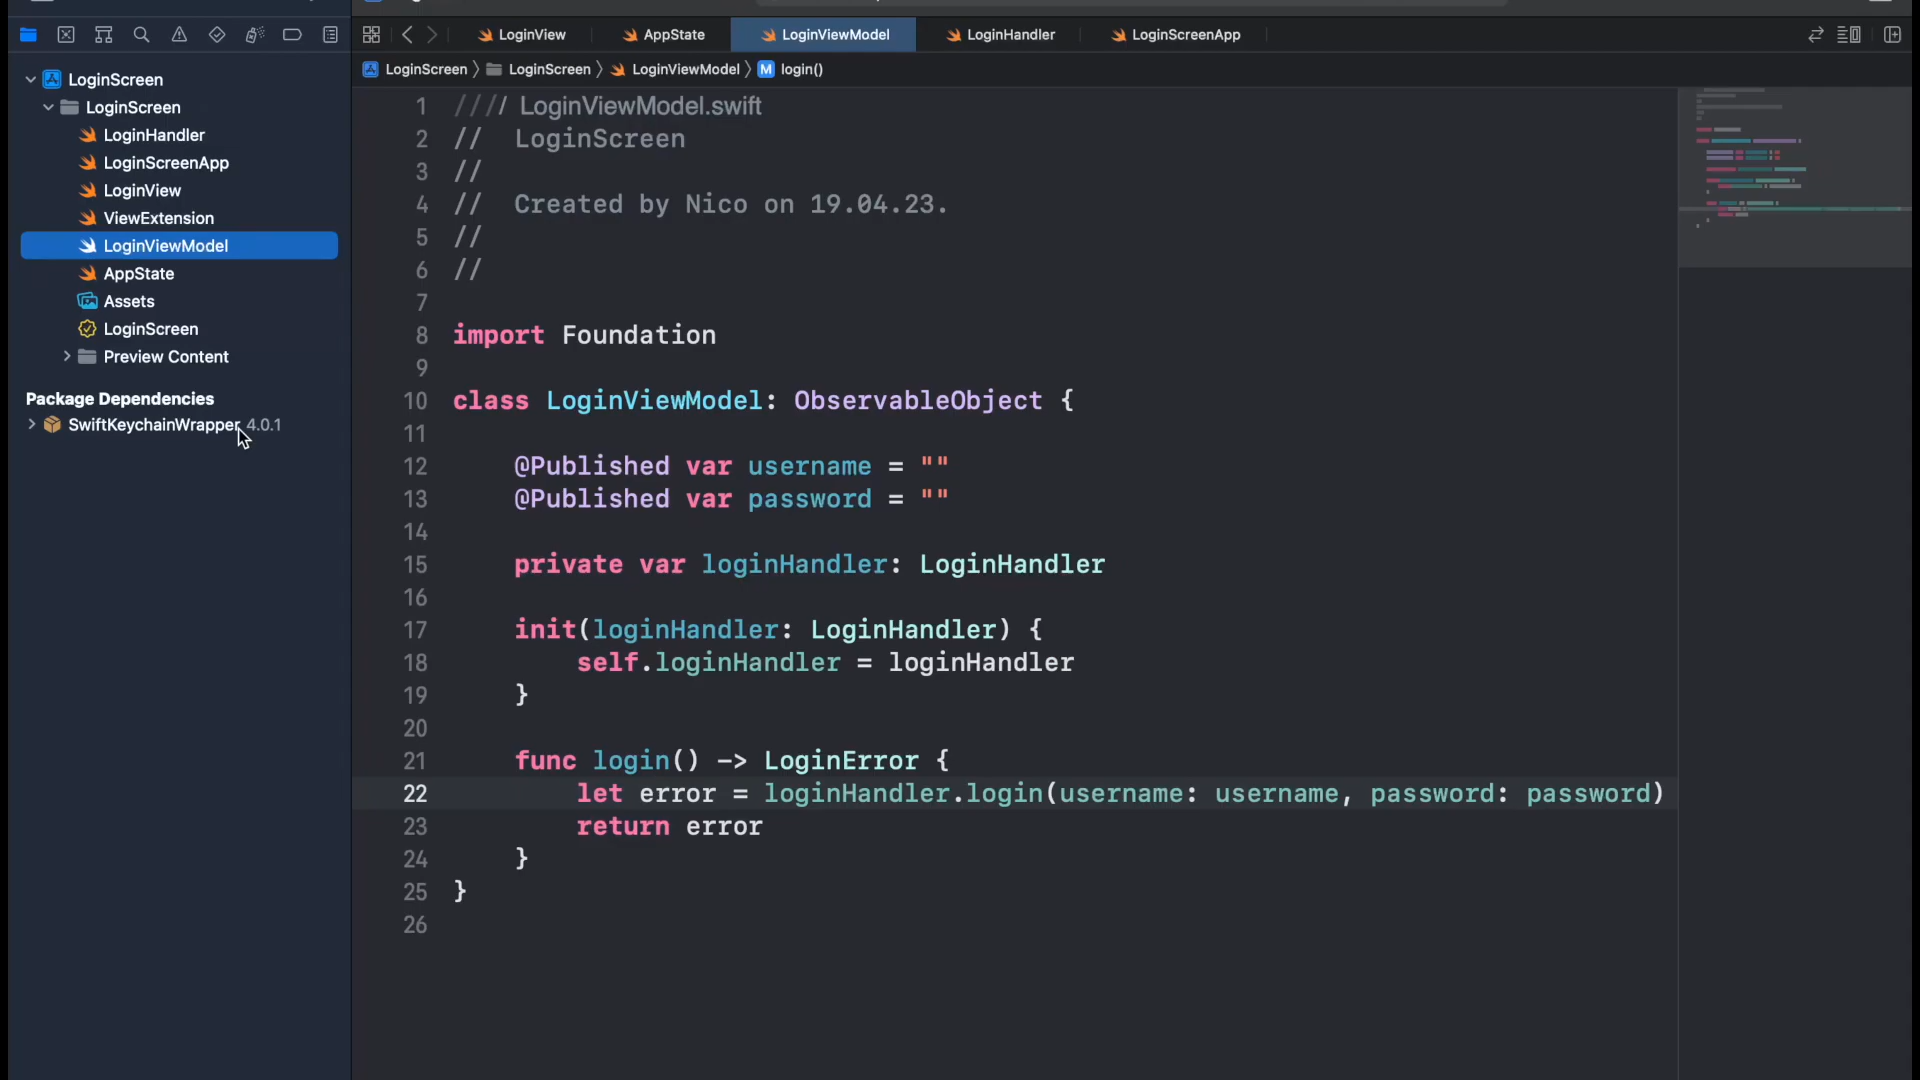 LoginView
AppState
LoginViewModel
LoginHandler
LoginScreenApp
LoginScreen
LoginScreen
LoginViewModel
M
login()
LoginScreen
LoginScreen
LoginHandler
LoginScreenApp
LoginView
ViewExtension
LoginViewModel
AppState
Assets
LoginScreen
Preview Content
Package Dependencies
SwiftKeychainWrapper 4.0.1
1 //// LoginViewModel.swift
2 // LoginScreen
3 //
4 // Created by Nico on 19.04.23.
5 //
6 //
7
8 import Foundation
9
10 class LoginViewModel: ObservableObject {
11
12 @Published var username = ""
13 @Published var password = ""
14
15 private var loginHandler: LoginHandler
16
17 init(loginHandler: LoginHandler) {
18 self.loginHandler = loginHandler
19 }
20
21 func login() -> LoginError {
22 let error = loginHandler.login(username: username, password: password)
23 return error
24 }
25 }
26